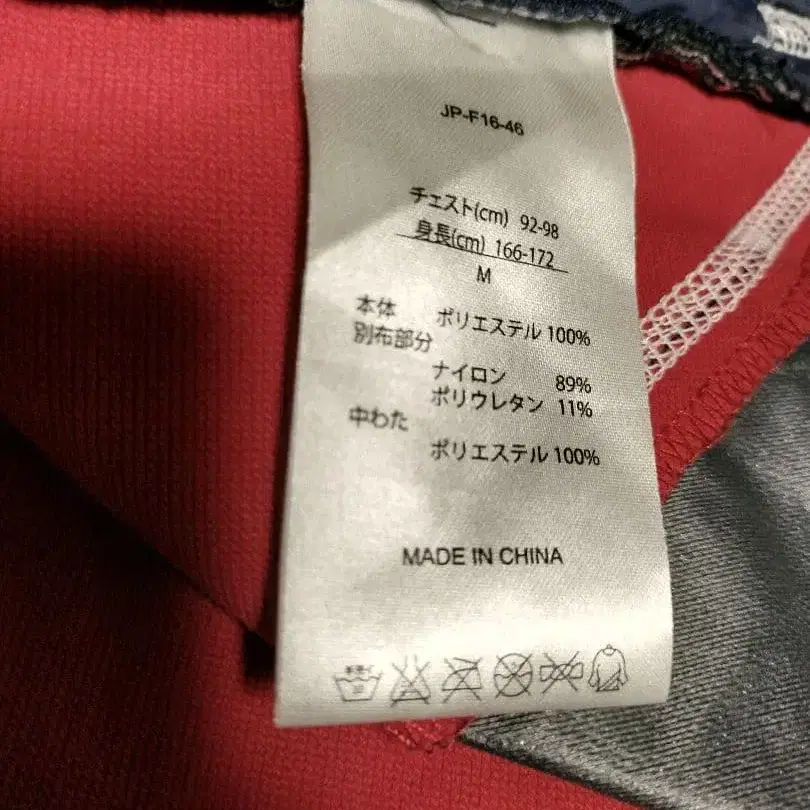 JP-F16-46
チェスト(cm) 92-98
身長(cm) 166-172
M
本体 ポリエステル 100%
別布部分
ナイロン 89%
ポリウレタン 11%
中わた
ポリエステル 100%
MADE IN CHINA